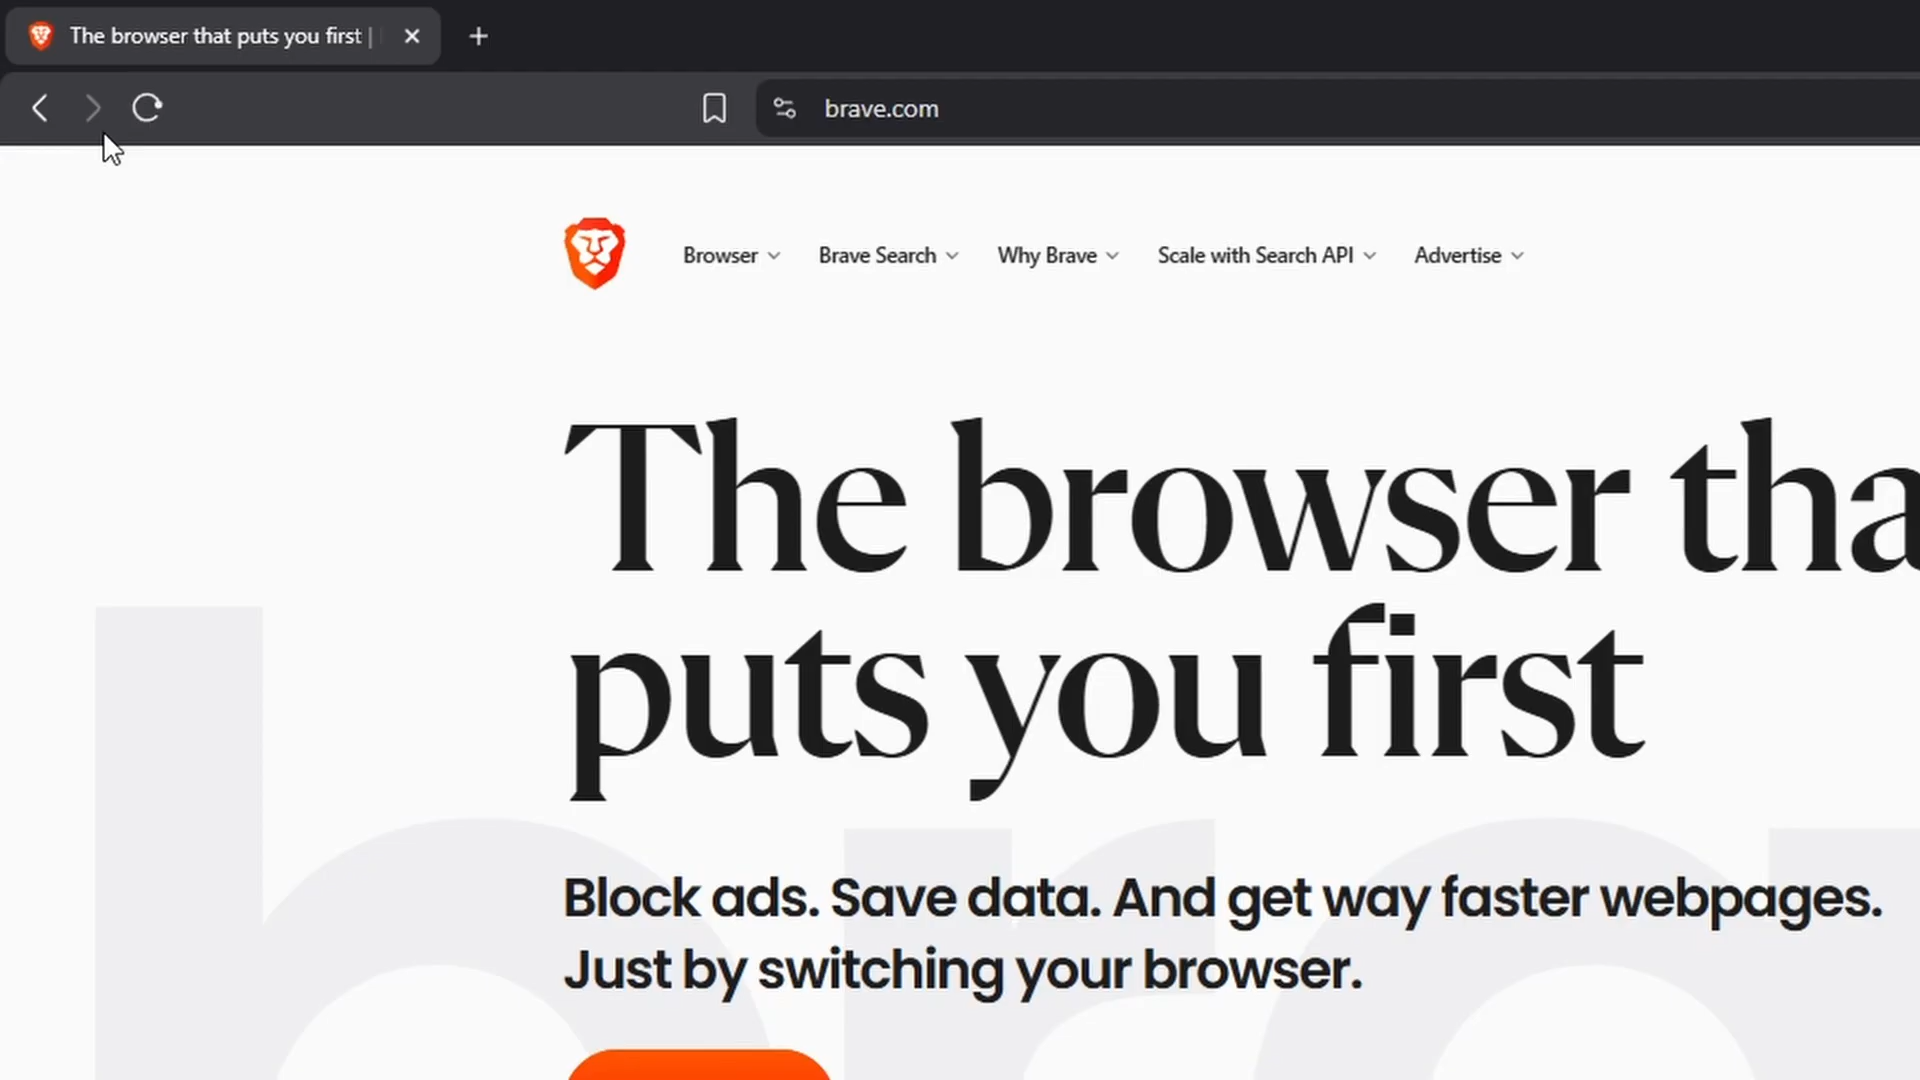 The browser that puts you first |
brave.com
Browser
Brave Search
Why Brave
Scale with Search API
Advertise
The browser tha
puts you first
Block ads. Save data. And get way faster webpages.
Just by switching your browser.